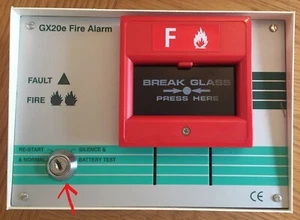 GX20e Fire Alarm
F
FAULT
FIRE
BREAK GLASS
PRESS HERE
RE-START
& NORMAL
SILENCE &
BATTERY TEST
CE